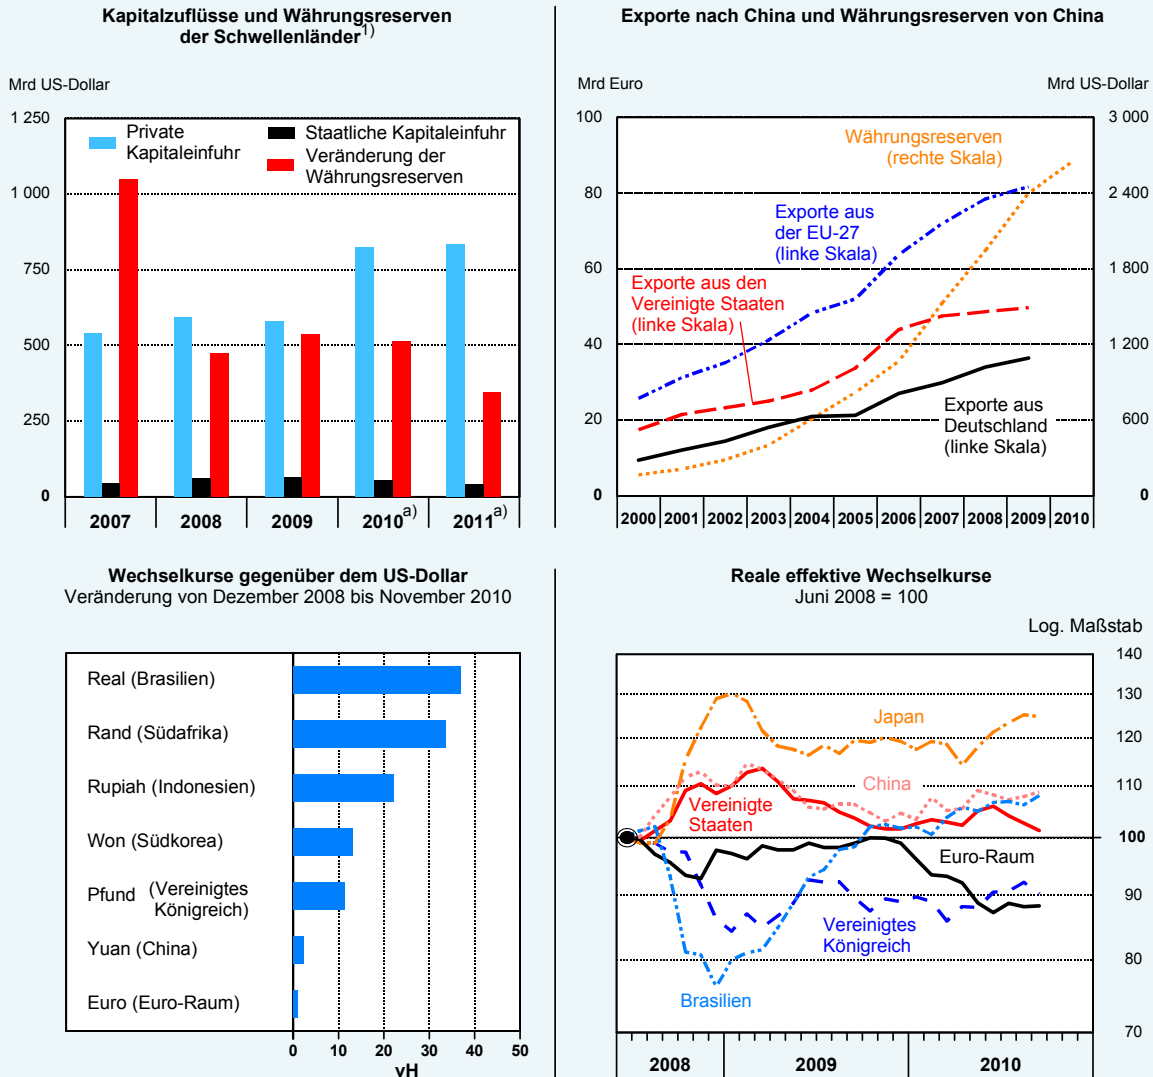 Kapitalzuflüsse und Währungsreserven
der Schwellenländer1)
Mrd US-Dollar
1 250
1 000
750
500
250
0
Private
Kapitaleinfuhr
Staatliche Kapitaleinfuhr
Veränderung der
Währungsreserven
2007
2008
2009
2010a)
2011a)
Exporte nach China und Währungsreserven von China
Mrd Euro
Mrd US-Dollar
100
80
60
40
20
0
3 000
2 400
1 800
1 200
600
0
Währungsreserven
(rechte Skala)
Exporte aus
der EU-27
(linke Skala)
Exporte aus den
Vereinigte Staaten
(linke Skala)
Exporte aus
Deutschland
(linke Skala)
2000 2001 2002 2003 2004 2005 2006 2007 2008 2009 2010
Wechselkurse gegenüber dem US-Dollar
Veränderung von Dezember 2008 bis November 2010
Real (Brasilien)
Rand (Südafrika)
Rupiah (Indonesien)
Won (Südkorea)
Pfund (Vereinigtes
Königreich)
Yuan (China)
Euro (Euro-Raum)
0 10 20 30 40 50
vH
Reale effektive Wechselkurse
Juni 2008 = 100
Log. Maßstab
140
130
120
110
100
90
80
70
Japan
China
Vereinigte
Staaten
Euro-Raum
Vereinigtes
Königreich
Brasilien
2008 2009 2010